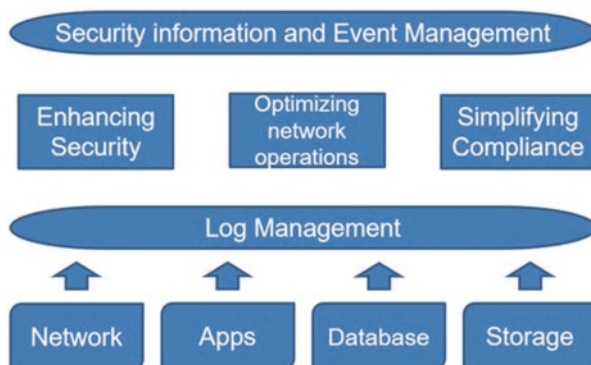 Security information and Event Management
Enhancing
Security
Optimizing
network
operations
Simplifying
Compliance
Log Management
Network
Apps
Database
Storage